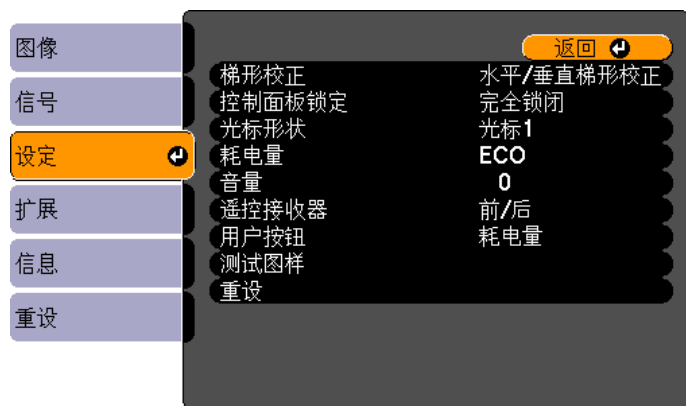 图像
信号
设定
扩展
信息
重设
返回
梯形校正 水平/垂直梯形校正
控制面板锁定 完全锁闭
光标形状 光标1
耗电量 ECO
音量 0
遥控接收器 前/后
用户按钮 耗电量
测试图样
重设